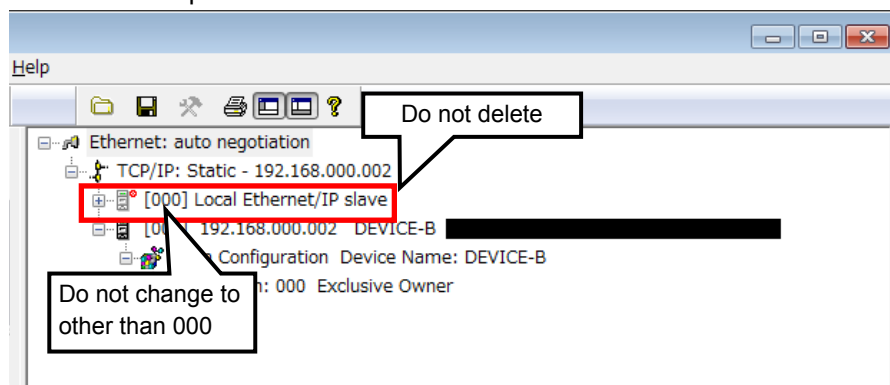 Help
Do not delete
Ethernet: auto negotiation
TCP/IP: Static - 192.168.000.002
[000] Local Ethernet/IP slave
192.168.000.002 DEVICE-B
Configuration Device Name: DEVICE-B
000 Exclusive Owner
Do not change to
other than 000